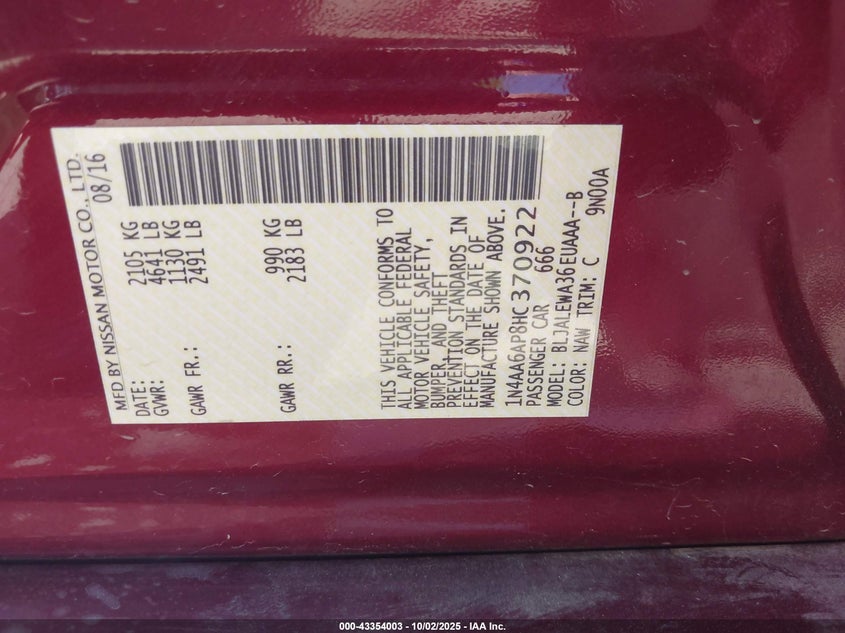 MFD BY NISSAN MOTOR CO., LTD.
DATE: 08/16
GVWR: 2105 KG
4641 LB
GAWR FR.: 1130 KG
2491 LB
GAWR RR.: 990 KG
2183 LB
THIS VEHICLE CONFORMS TO
ALL APPLICABLE FEDERAL
MOTOR VEHICLE SAFETY,
BUMPER, AND THEFT
PREVENTION STANDARDS IN
EFFECT ON THE DATE OF
MANUFACTURE SHOWN ABOVE.
1N4AA6AP8HC370922
PASSENGER CAR 666
MODEL: BLJALEWA36EUAAA--B
COLOR: NAW TRIM: C 9N00A
000-43354003 - 10/02/2025 - IAA Inc.